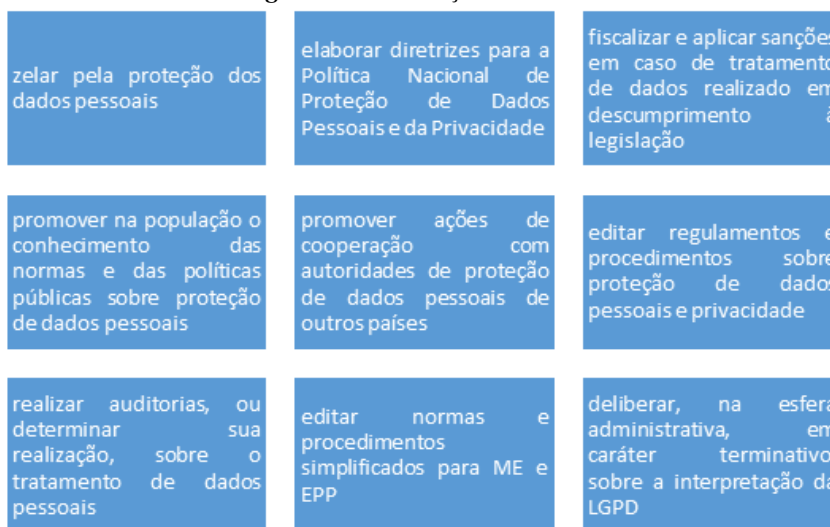 zelar pela proteção dos
dados pessoais
elaborar diretrizes para a
Política Nacional de
Proteção de Dados
Pessoais e da Privacidade
fiscalizar e aplicar sanções
em caso de tratamento
de dados realizado em
descumprimento à
legislação
promover na população o
conhecimento das
normas e das políticas
públicas sobre proteção
de dados pessoais
promover ações de
cooperação com
autoridades de proteção
de dados pessoais de
outros países
editar regulamentos e
procedimentos sobre
proteção de dados
pessoais e privacidade
realizar auditorias, ou
determinar sua
realização, sobre o
tratamento de dados
pessoais
editar normas e
procedimentos
simplificados para ME e
EPP
deliberar, na esfera
administrativa, em
caráter terminativo,
sobre a interpretação da
LGPD